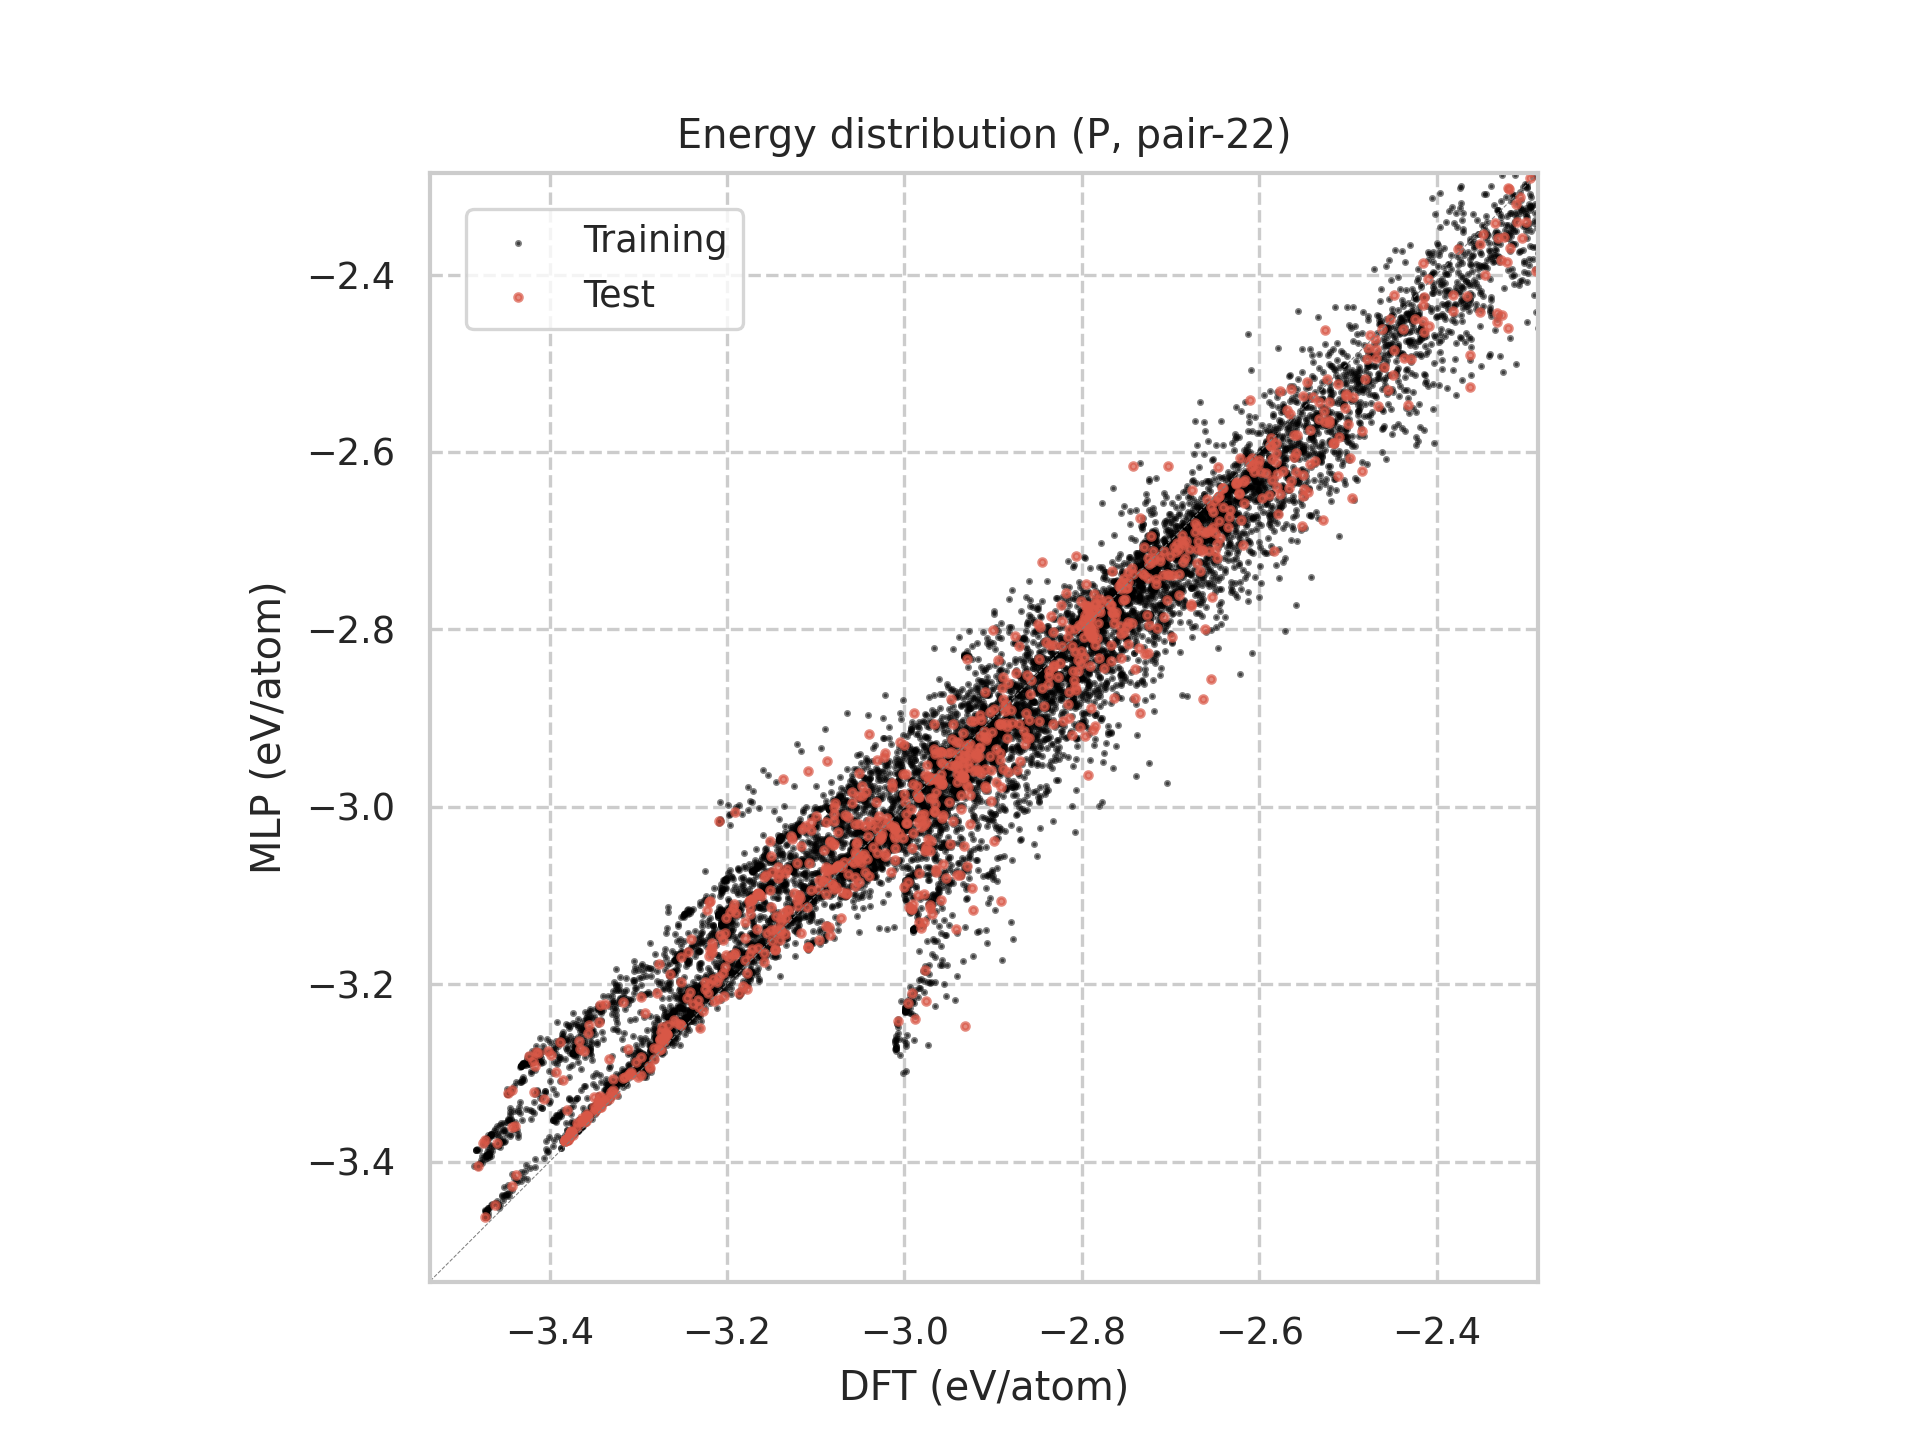 Energy distribution (P, pair-22)
Training
Test
−2.4
−2.6
−2.8
−3.0
−3.2
−3.4
MLP (eV/atom)
−3.4 −3.2 −3.0 −2.8 −2.6 −2.4
DFT (eV/atom)